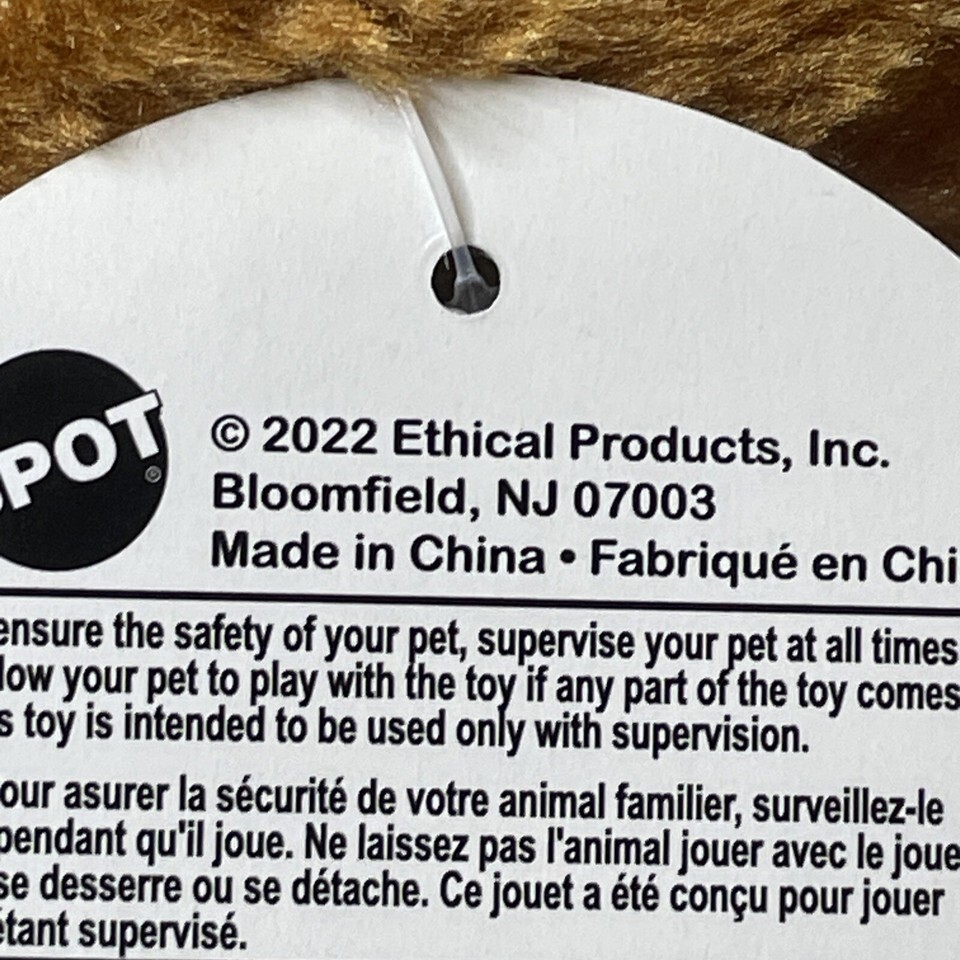 SPOT®
© 2022 Ethical Products, Inc.
Bloomfield, NJ 07003
Made in China • Fabriqué en Chi
ensure the safety of your pet, supervise your pet at all times
low your pet to play with the toy if any part of the toy comes
s toy is intended to be used only with supervision.
our asurer la sécurité de votre animal familier, surveillez-le
pendant qu'il joue. Ne laissez pas l'animal jouer avec le joue
se desserre ou se détache. Ce jouet a été conçu pour jouer
étant supervisé.